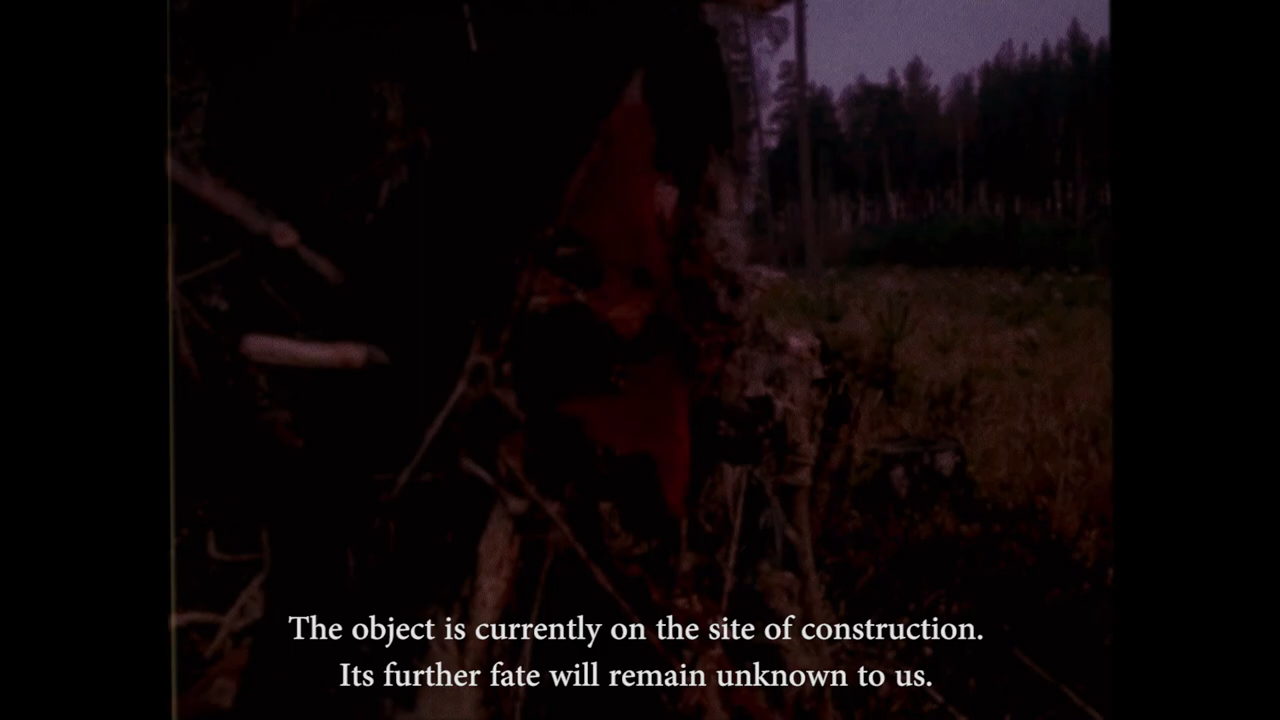 The object is currently on the site of construction.
Its further fate will remain unknown to us.